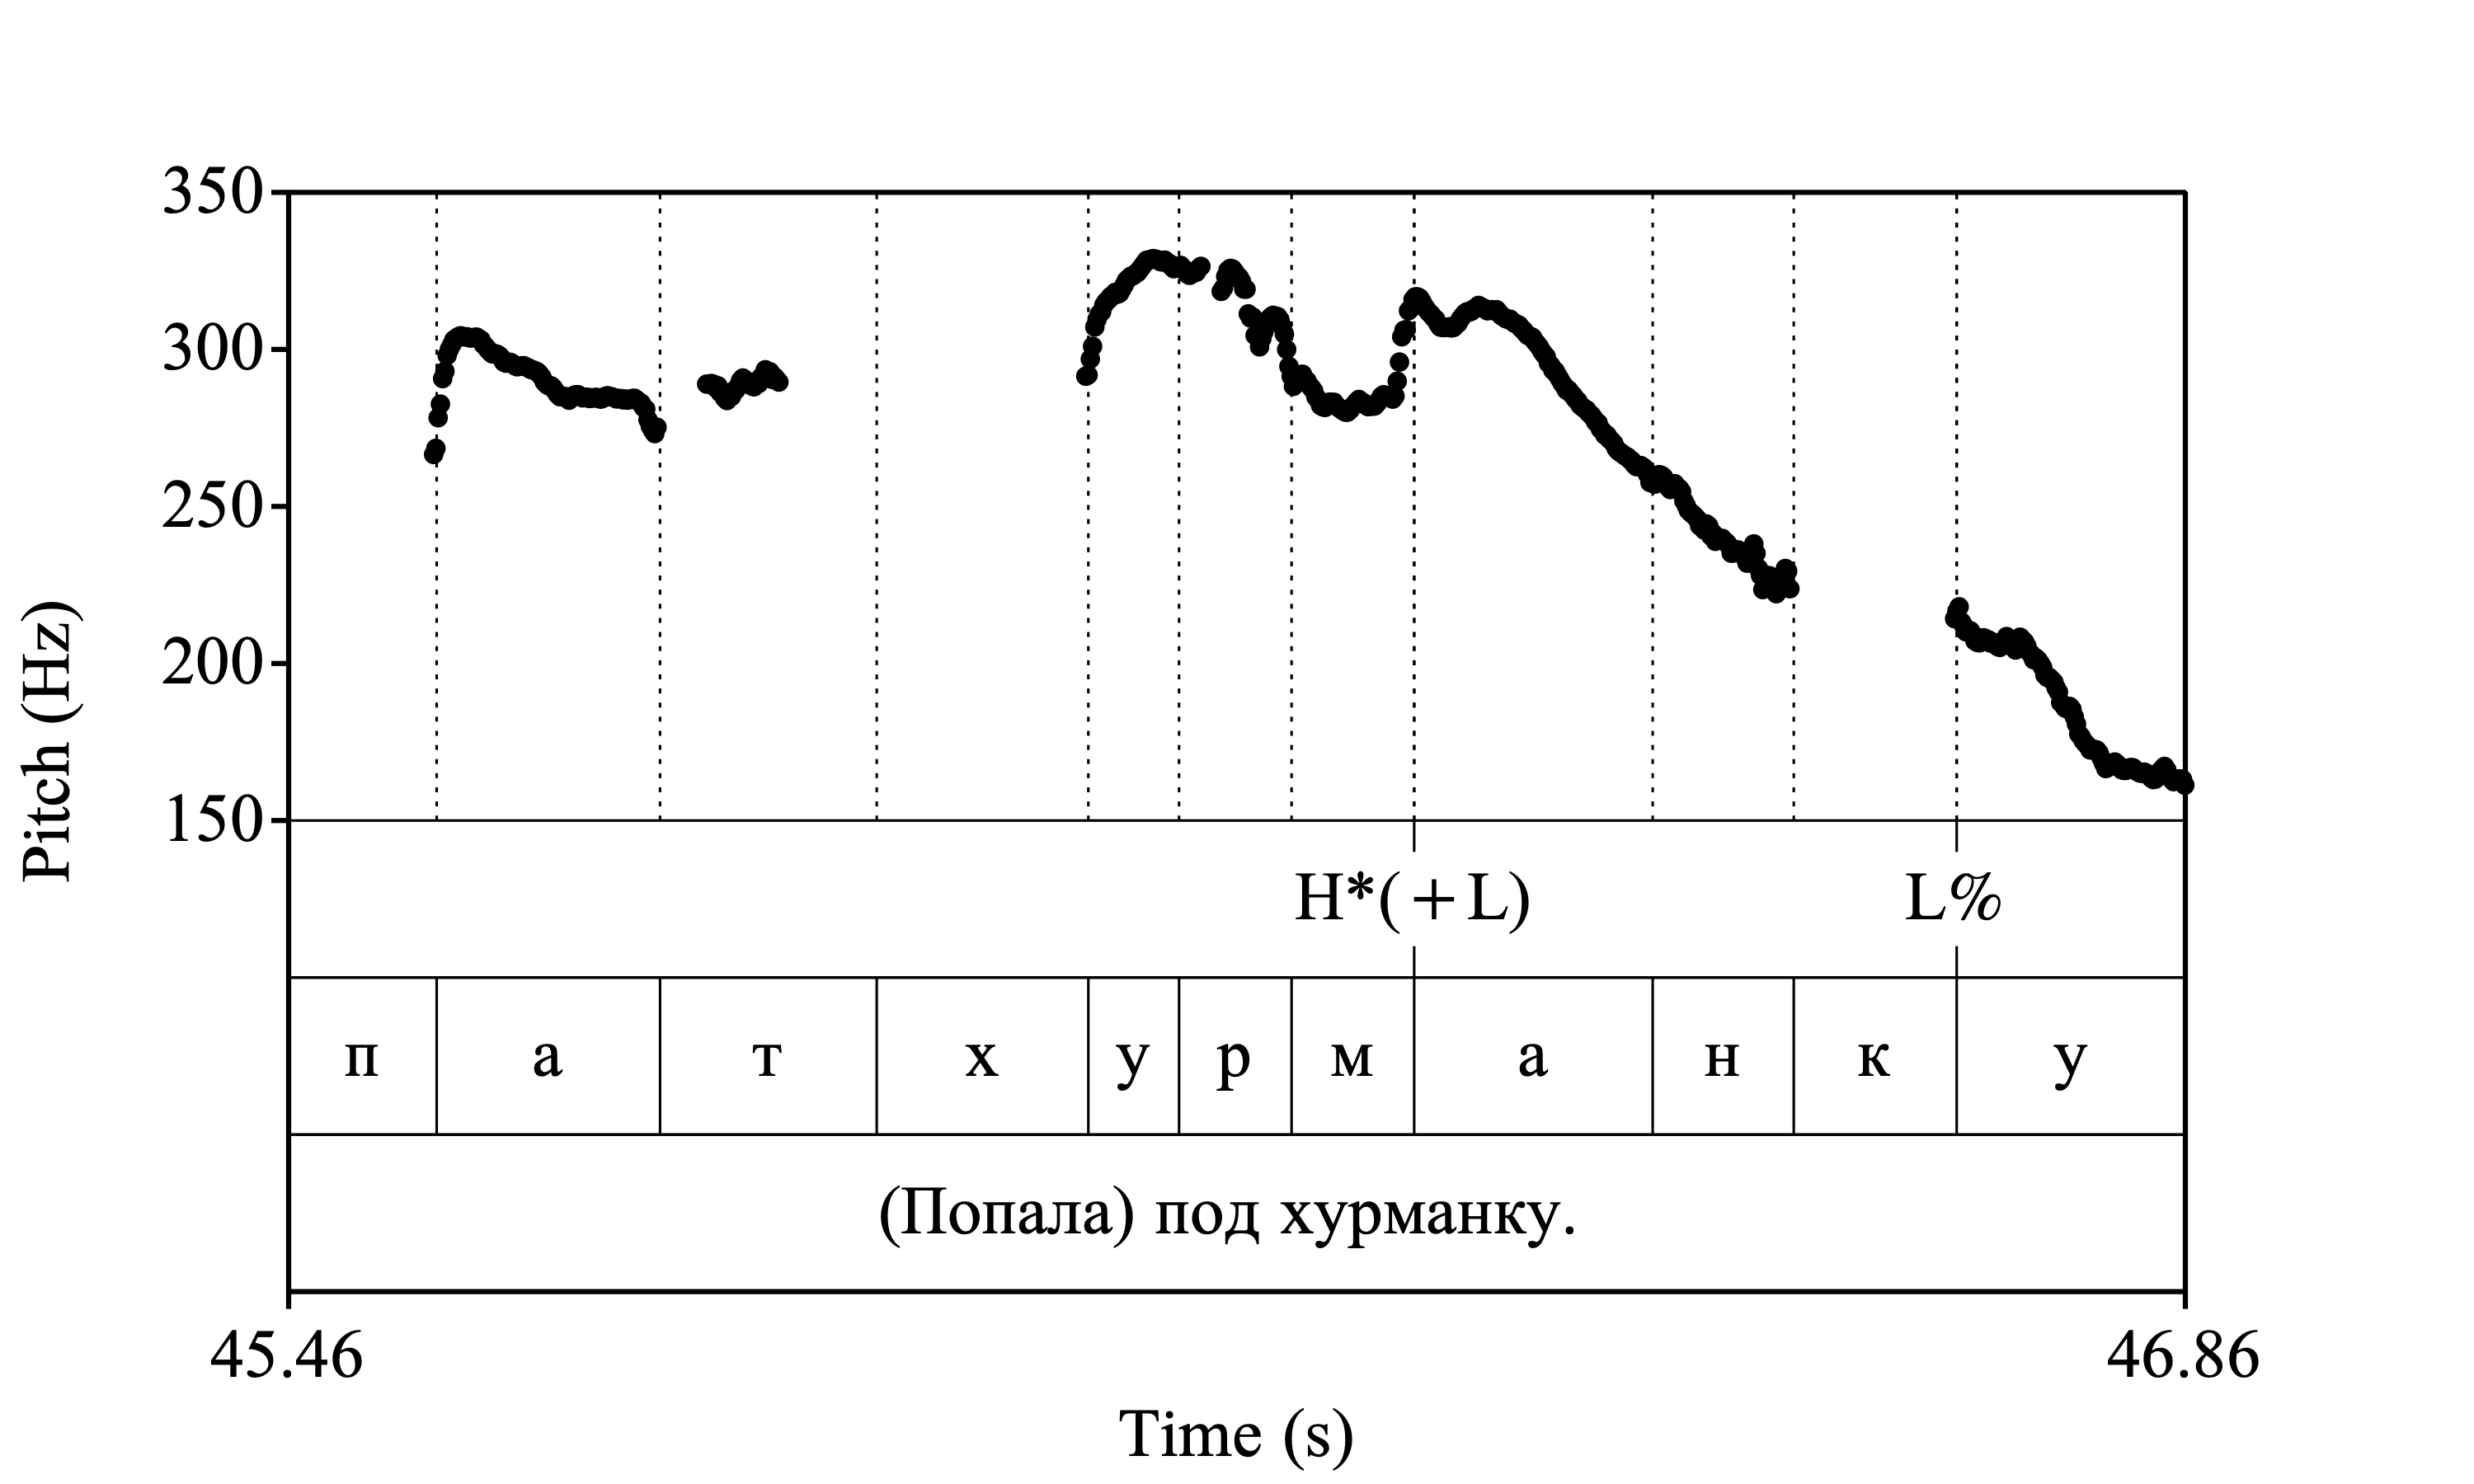 350
300
250
200
150
Pitch (Hz)
H*(+L) L%
п а т х у р м а н к у
(Попала) под хурманку.
45.46 46.86
Time (s)